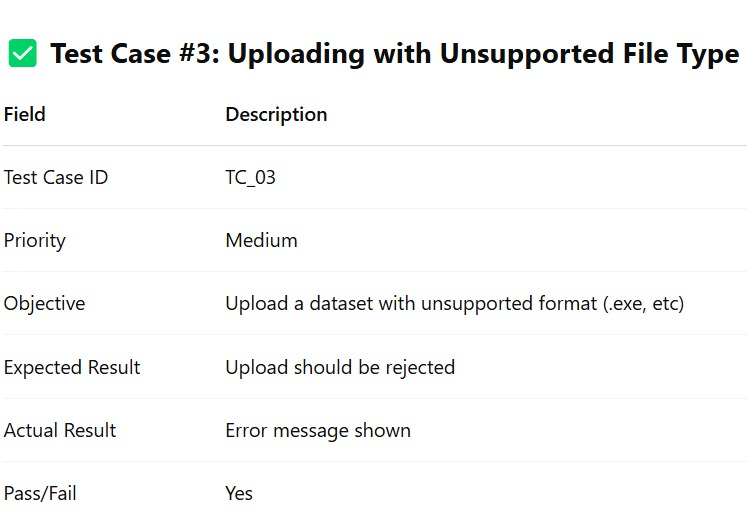 ✅ Test Case #3: Uploading with Unsupported File Type
Field Description
Test Case ID TC_03
Priority Medium
Objective Upload a dataset with unsupported format (.exe, etc)
Expected Result Upload should be rejected
Actual Result Error message shown
Pass/Fail Yes